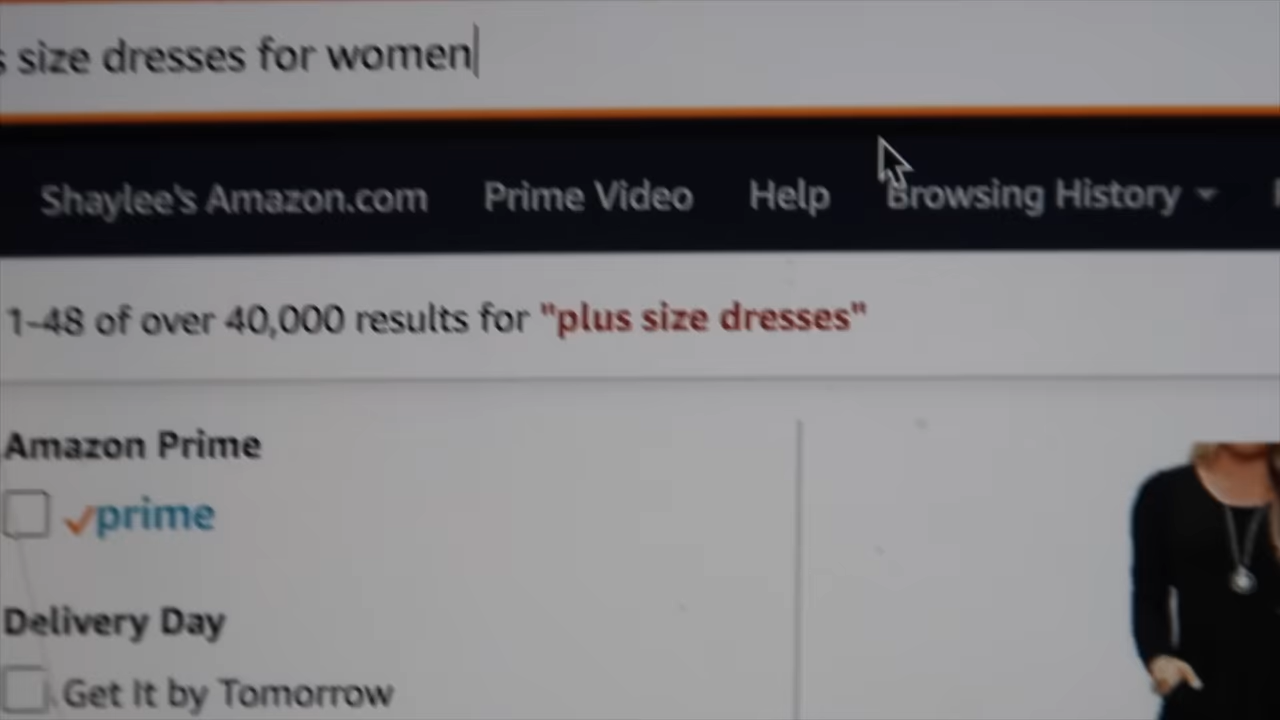 size dresses for women
Shaylee's Amazon.com Prime Video Help Browsing History
1-48 of over 40,000 results for "plus size dresses"
Amazon Prime
prime
Delivery Day
Get It by Tomorrow